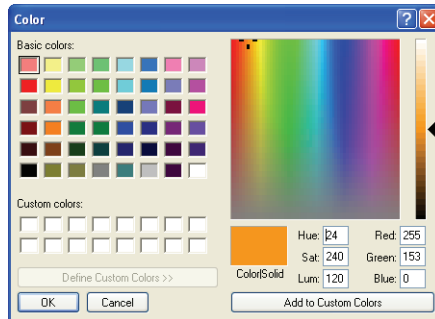 Color
Basic colors:
Custom colors:
Define Custom Colors >>
OK Cancel
Hue: 24 Red: 255
Sat: 240 Green: 153
Color|Solid Lum: 120 Blue: 0
Add to Custom Colors